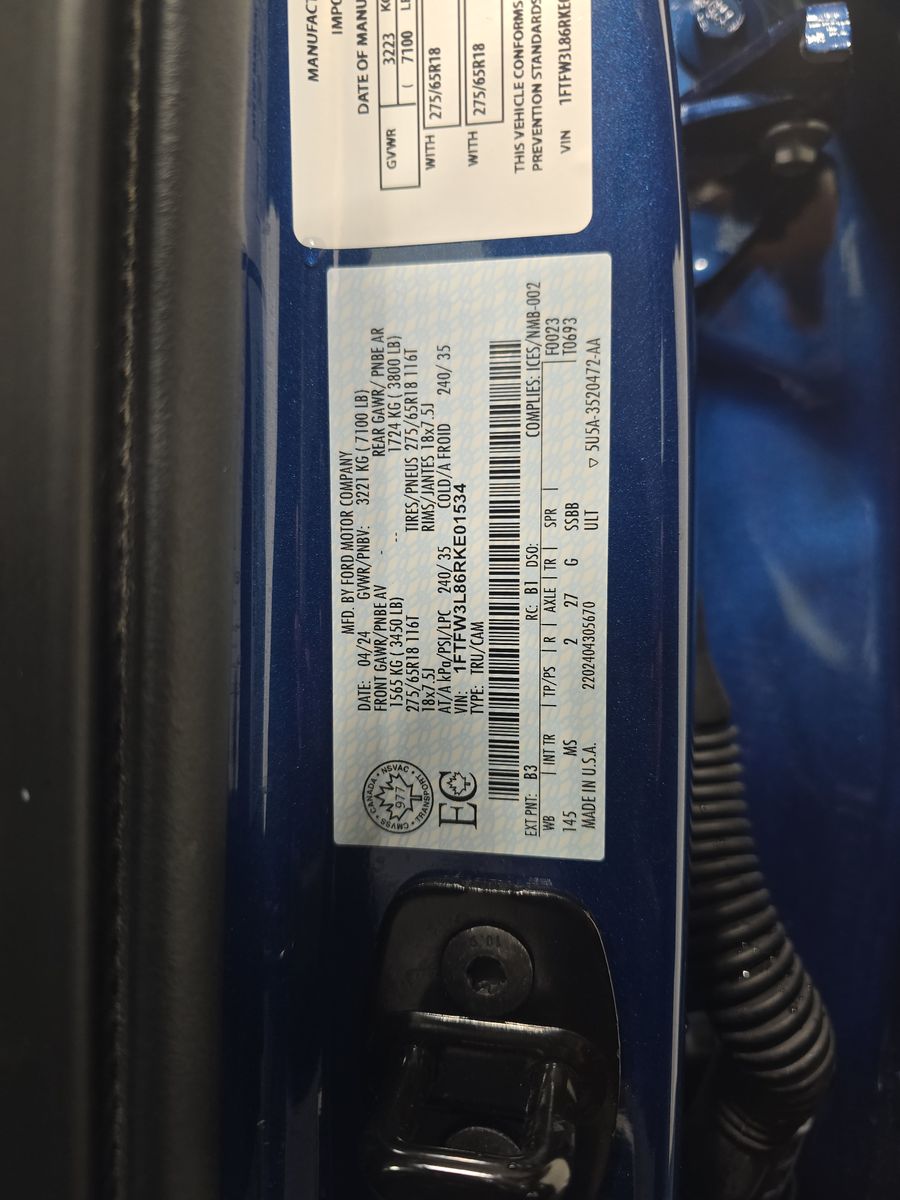 MFD. BY FORD MOTOR COMPANY
DATE: 04/24 GVWR/PNBV: 3221 KG ( 7100 LB)
FRONT GAWR/PNBE AV - REAR GAWR/ PNBE AR
1565 KG ( 3450 LB) -- 1724 KG ( 3800 LB)
275/65R18 116T TIRES/PNEUS 275/65R18 116T
18x7.5J RIMS/JANTES 18x7.5J
AT/A kPa/PSI/LPC 240/ 35 COLD/A FROID 240/ 35
VIN: 1FTFW3L86RKE01534
TYPE: TRU/CAM
CANADA • NSVAC • TRANSPORT • CMVSS •
977
EC
EXT PNT: B3 RC: B1 DSO: COMPLIES: ICES/NMB-002
WB INT TR TP/PS R AXLE TR SPR F0023
145 MS 2 27 G SSBB T0693
MADE IN U.S.A. 2202404305670 ULT ▽ 5U5A-3520472-AA
MANUFACT
IMPO
DATE OF MANU
GVWR 3223
( 7100
WITH 275/65R18
WITH 275/65R18
THIS VEHICLE CONFORMS
PREVENTION STANDARDS
VIN 1FTFW3L86RKE
10.9